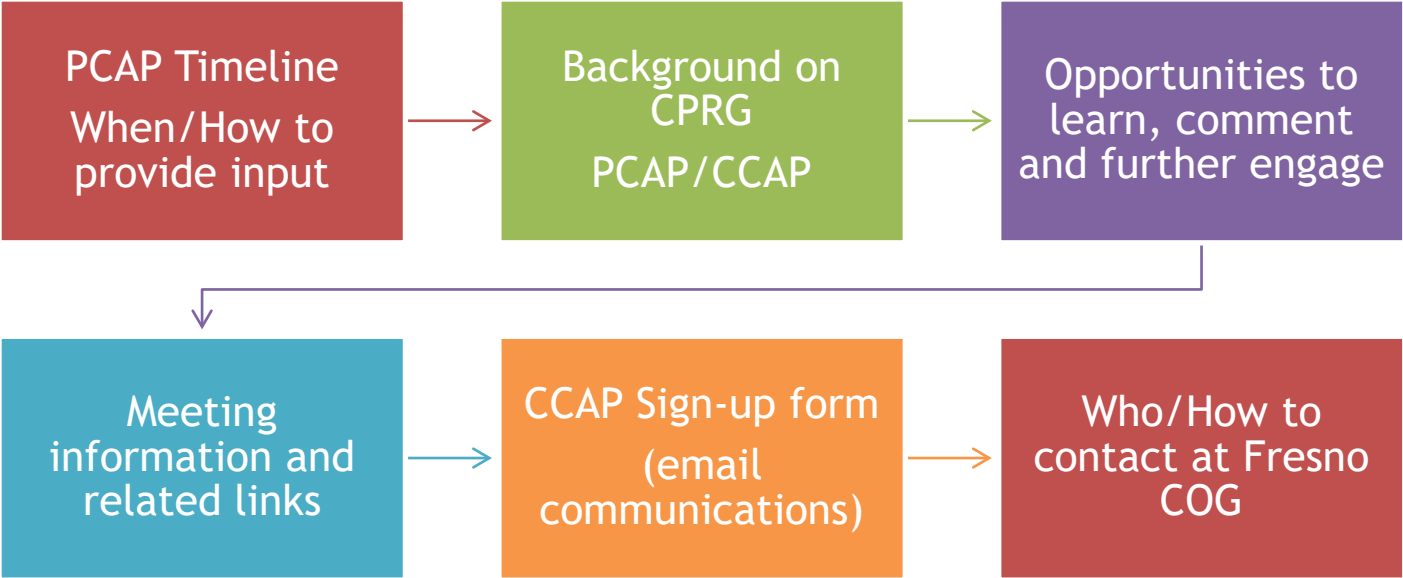 PCAP Timeline
When/How to
provide input
Background on
CPRG
PCAP/CCAP
Opportunities to
learn, comment
and further engage
Meeting
information and
related links
CCAP Sign-up form
(email
communications)
Who/How to
contact at Fresno
COG